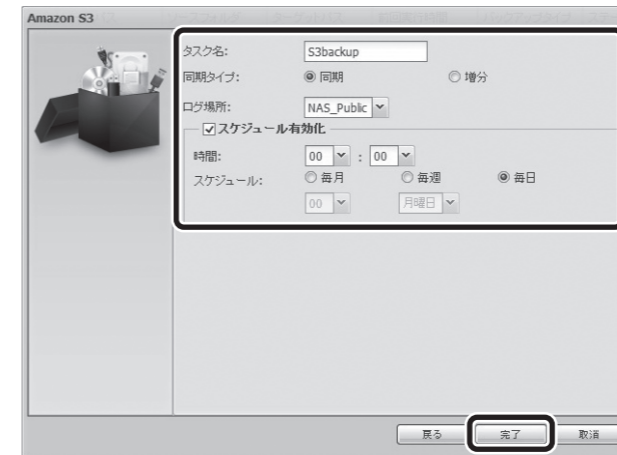 Amazon S3
タスク名: S3backup
同期タイプ: 同期 増分
ログ場所: NAS_Public
スケジュール有効化
時間: 00 : 00
スケジュール: 毎月 毎週 毎日
00 月曜日
戻る 完了 取消